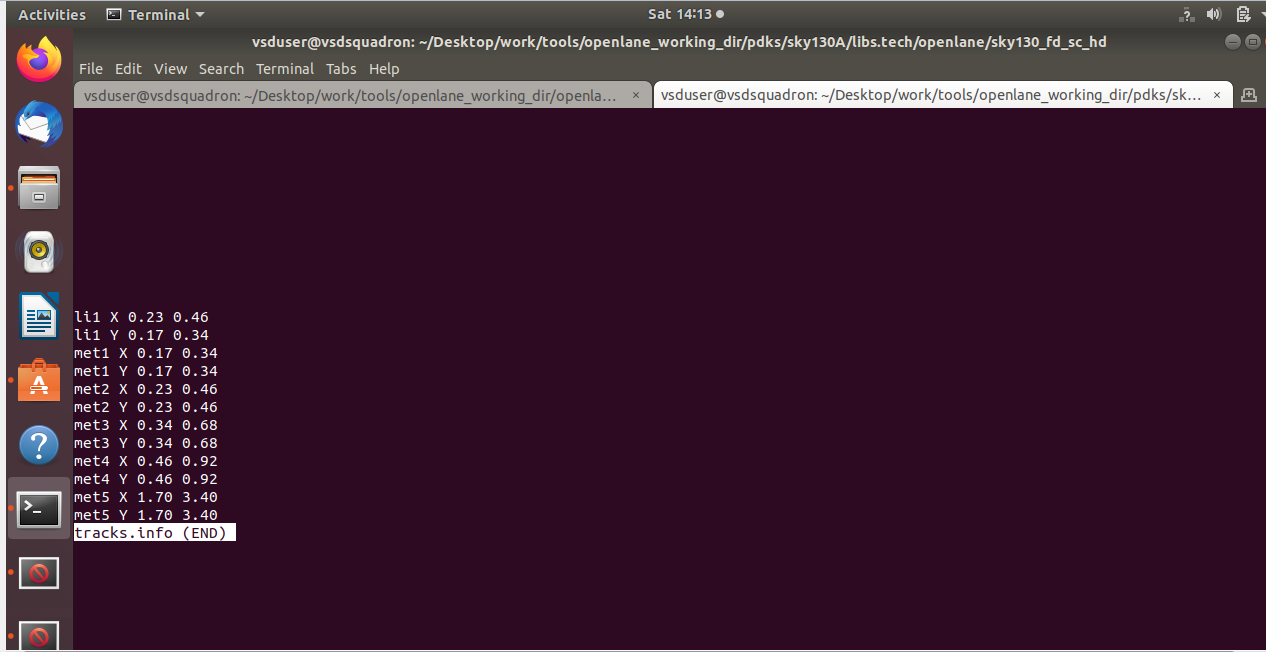 Activities Terminal Sat 14:13 ?
vsduser@vsdsquadron: ~/Desktop/work/tools/openlane_working_dir/pdks/sky130A/libs.tech/openlane/sky130_fd_sc_hd
File Edit View Search Terminal Tabs Help
vsduser@vsdsquadron: ~/Desktop/work/tools/openlane_working_dir/openla... × vsduser@vsdsquadron: ~/Desktop/work/tools/openlane_working_dir/pdks/sk... ×
li1 X 0.23 0.46
li1 Y 0.17 0.34
met1 X 0.17 0.34
met1 Y 0.17 0.34
met2 X 0.23 0.46
met2 Y 0.23 0.46
met3 X 0.34 0.68
met3 Y 0.34 0.68
met4 X 0.46 0.92
met4 Y 0.46 0.92
met5 X 1.70 3.40
met5 Y 1.70 3.40
tracks.info (END)